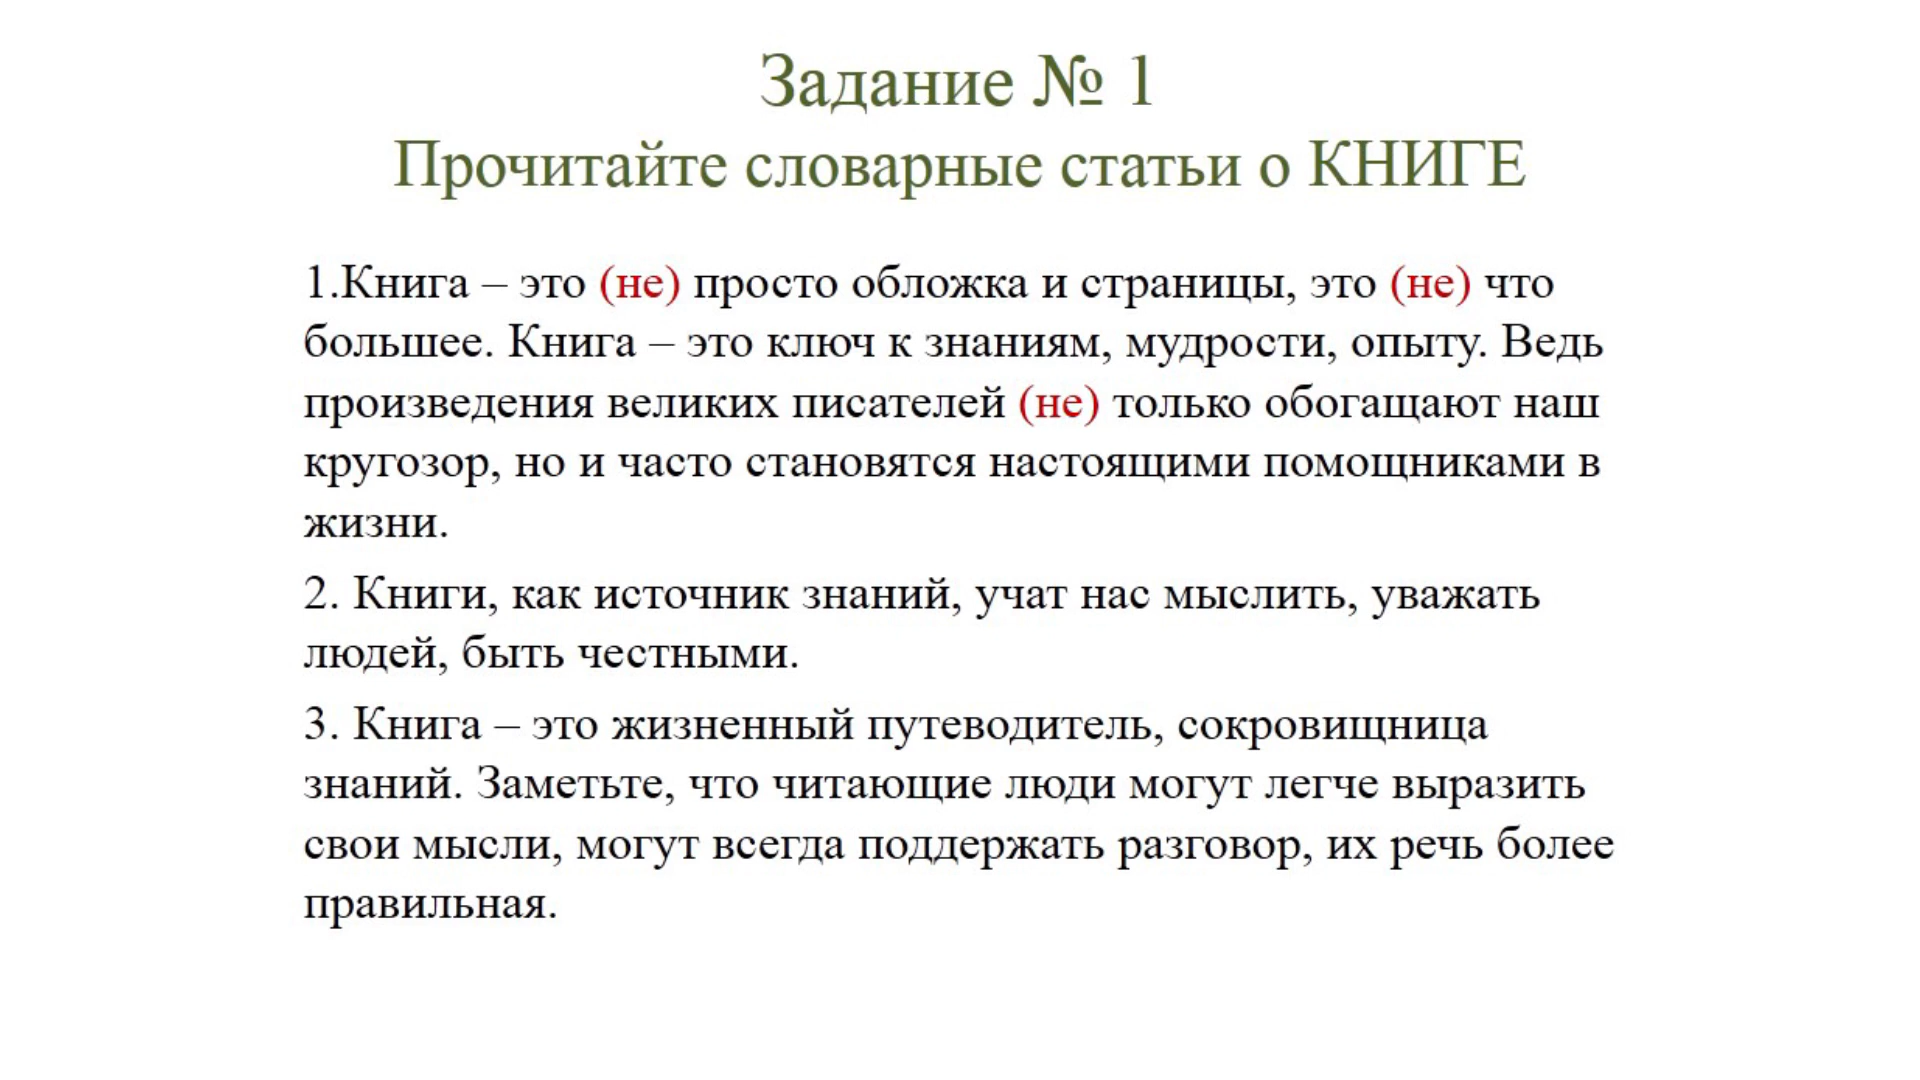 Задание № 1
Прочитайте словарные статьи о КНИГЕ
1.Книга – это (не) просто обложка и страницы, это (не) что
большее. Книга – это ключ к знаниям, мудрости, опыту. Ведь
произведения великих писателей (не) только обогащают наш
кругозор, но и часто становятся настоящими помощниками в
жизни.
2. Книги, как источник знаний, учат нас мыслить, уважать
людей, быть честными.
3. Книга – это жизненный путеводитель, сокровищница
знаний. Заметьте, что читающие люди могут легче выразить
свои мысли, могут всегда поддержать разговор, их речь более
правильная.